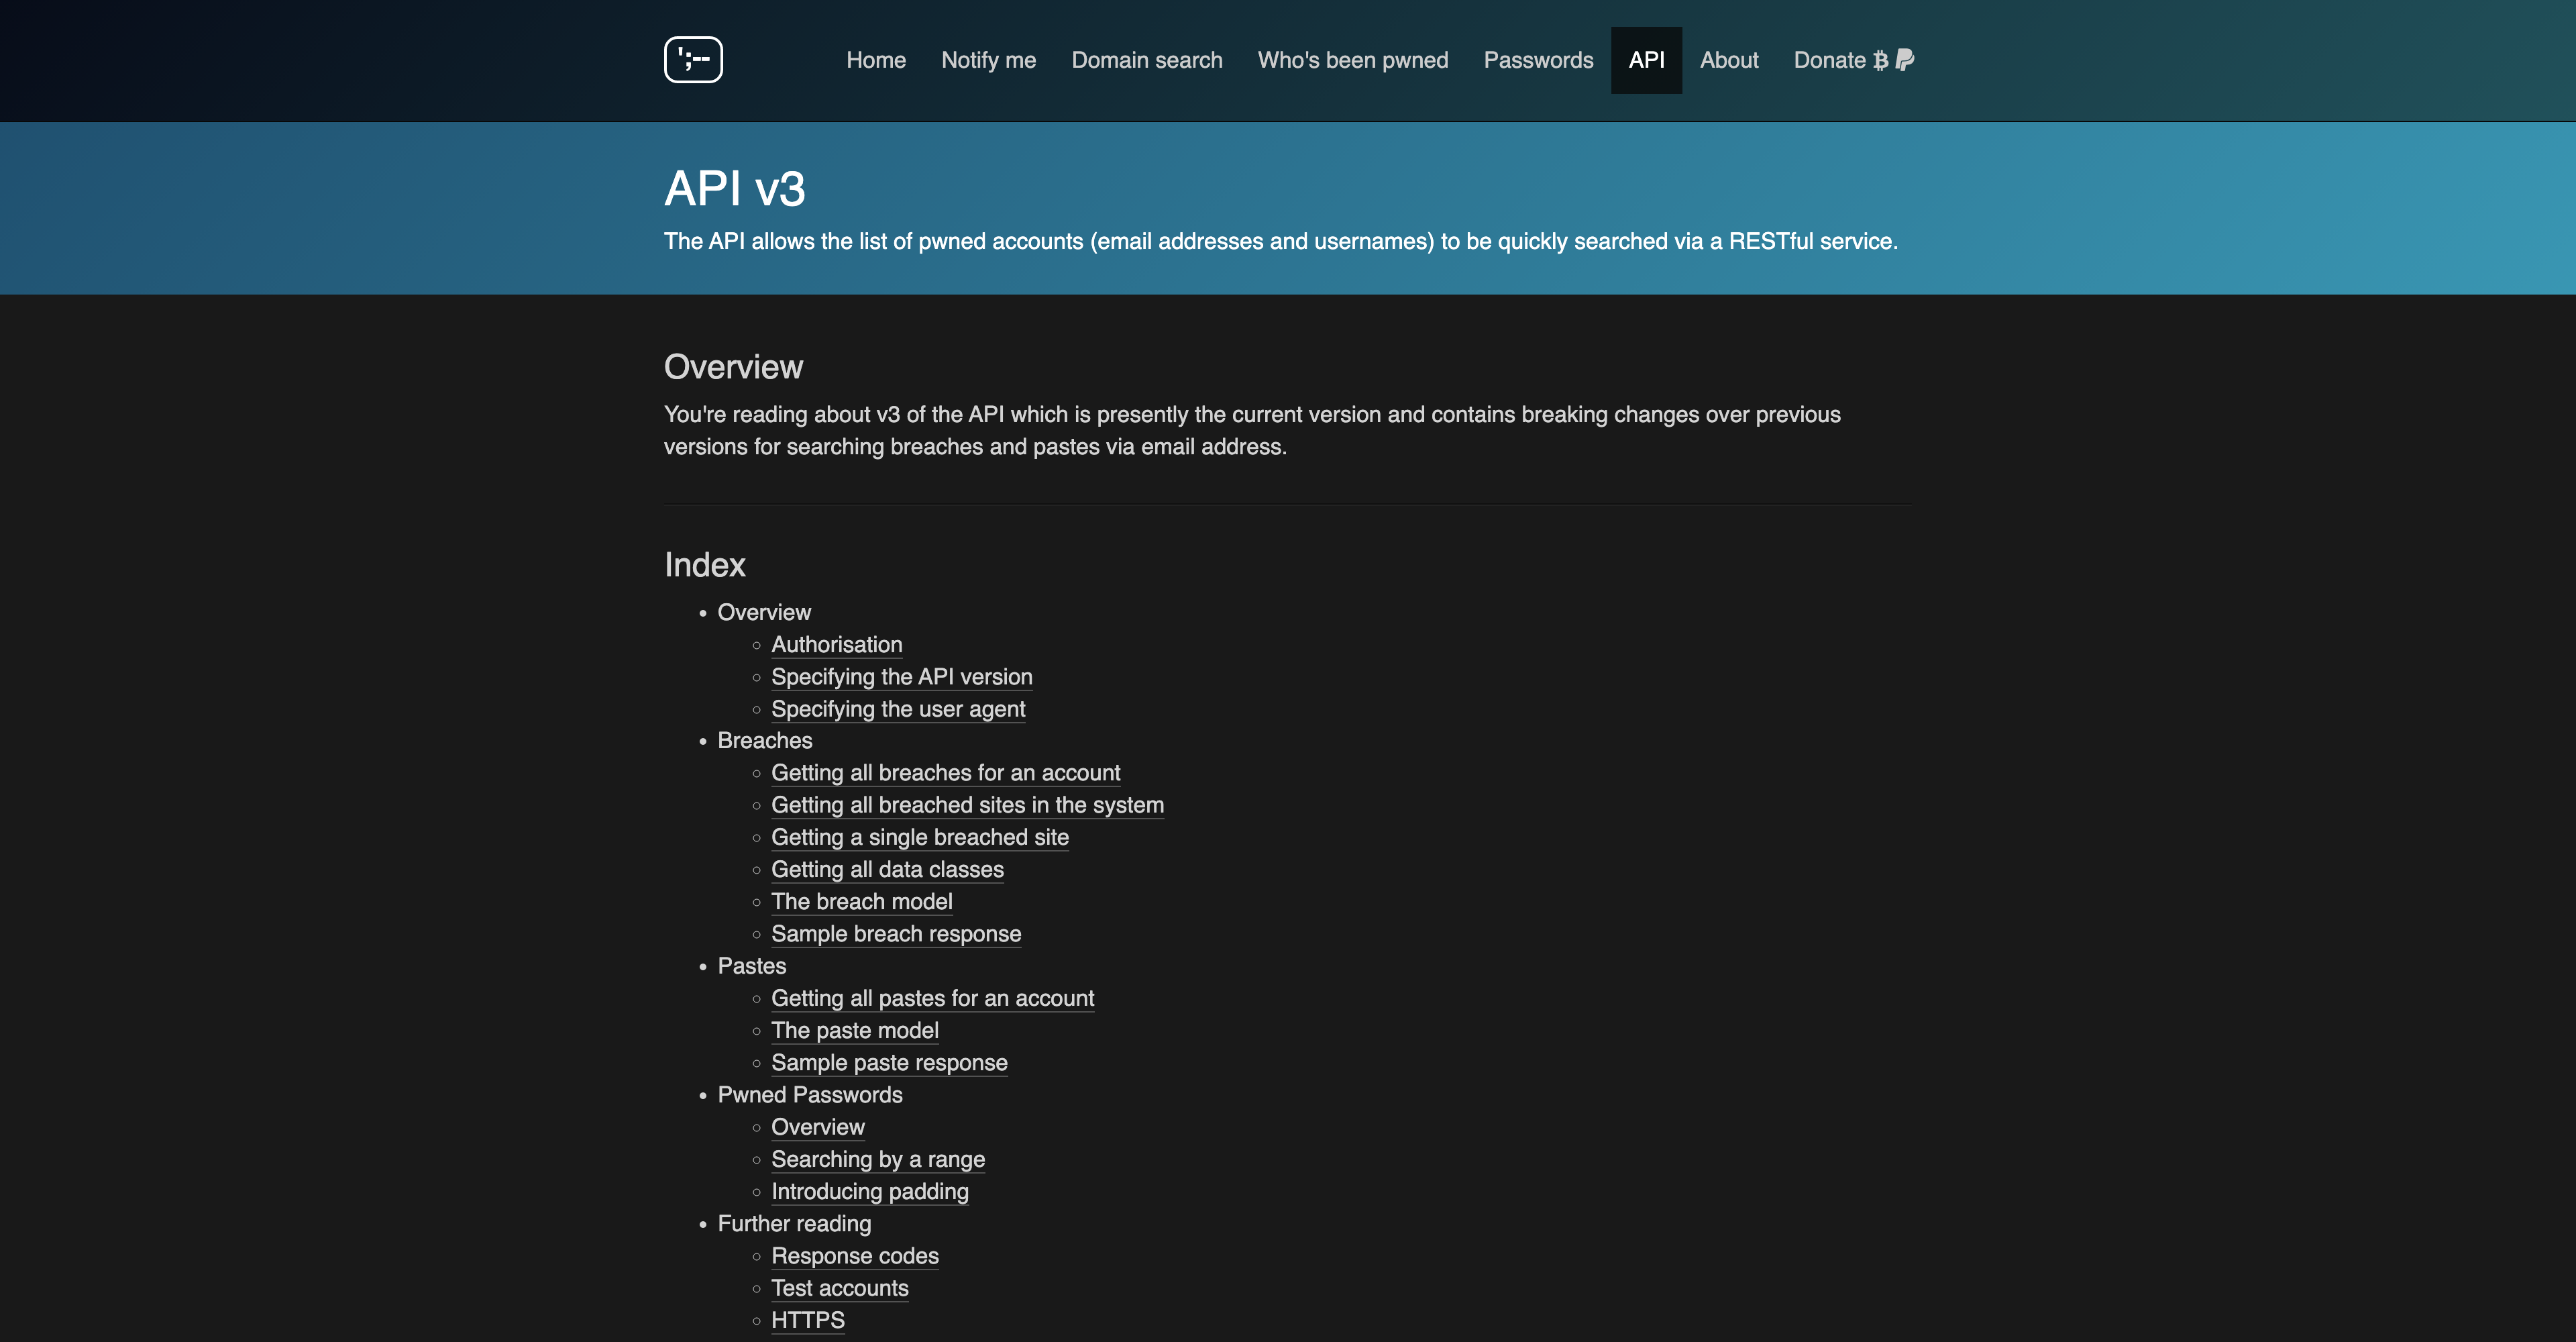 ';--
Home Notify me Domain search Who's been pwned Passwords API About Donate
API v3
The API allows the list of pwned accounts (email addresses and usernames) to be quickly searched via a RESTful service.
Overview
You're reading about v3 of the API which is presently the current version and contains breaking changes over previous
versions for searching breaches and pastes via email address.
Index
Overview
Authorisation
Specifying the API version
Specifying the user agent
Breaches
Getting all breaches for an account
Getting all breached sites in the system
Getting a single breached site
Getting all data classes
The breach model
Sample breach response
Pastes
Getting all pastes for an account
The paste model
Sample paste response
Pwned Passwords
Overview
Searching by a range
Introducing padding
Further reading
Response codes
Test accounts
HTTPS